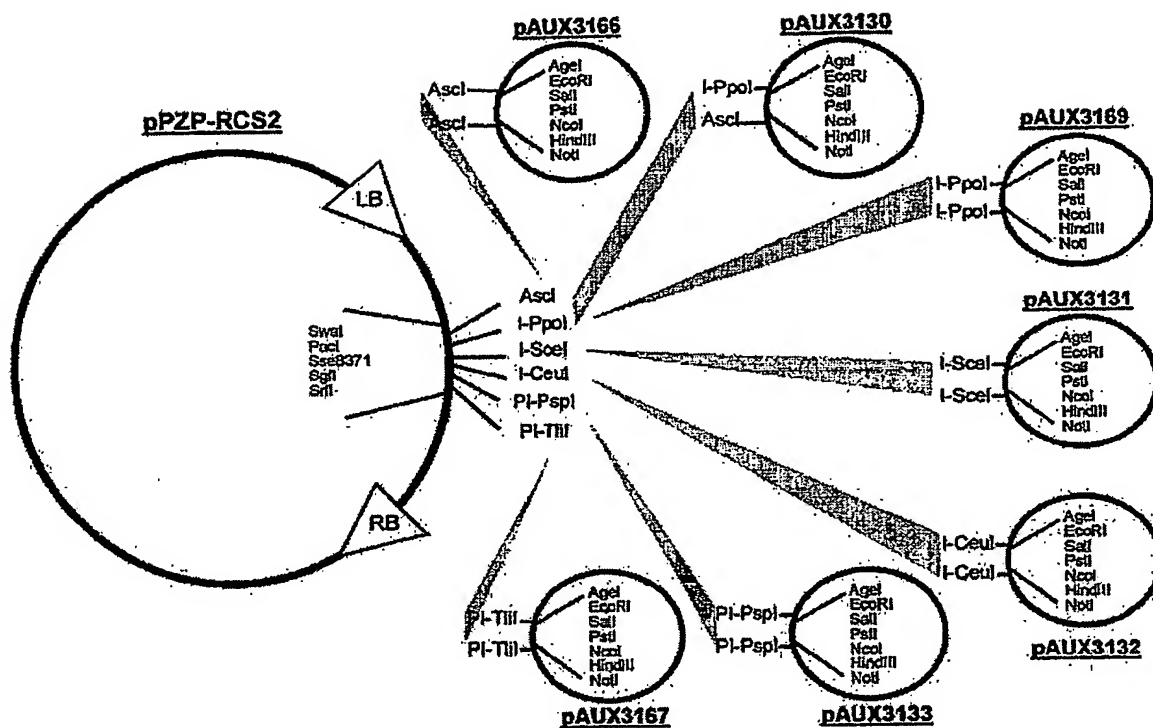 pAUX3166
AscI
AscI
AgeI
EcoRI
SalI
PstI
NcoI
HindIII
NotI
pAUX3130
I-PpoI
AscI
AgeI
EcoRI
SalI
PstI
NcoI
HindIII
NotI
pAUX3169
I-PpoI
I-PpoI
AgeI
EcoRI
SalI
PstI
NcoI
HindIII
NotI
pPZP-RCS2
LB
RB
SwaI
PacI
Sse8371
SgfI
SrfI
AscI
I-PpoI
I-SceI
I-CeuI
PI-PspI
PI-TliI
pAUX3131
I-SceI
I-SceI
AgeI
EcoRI
SalI
PstI
NcoI
HindIII
NotI
I-CeuI
I-CeuI
AgeI
EcoRI
SalI
PstI
NcoI
HindIII
NotI
pAUX3132
PI-TliI
PI-TliI
AgeI
EcoRI
SalI
PstI
NcoI
HindIII
NotI
pAUX3167
PI-PspI
PI-PspI
AgeI
EcoRI
SalI
PstI
NcoI
HindIII
NotI
pAUX3133